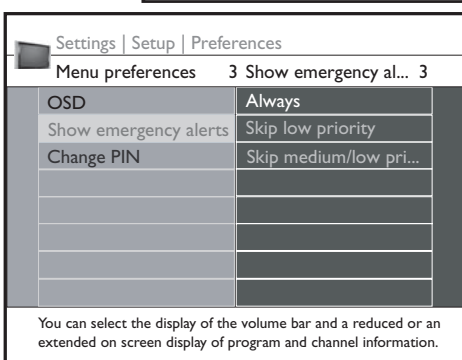 Settings | Setup | Preferences
Menu preferences 3 Show emergency al... 3
OSD Always
Show emergency alerts Skip low priority
Change PIN Skip medium/low pri...
You can select the display of the volume bar and a reduced or an
extended on screen display of program and channel information.